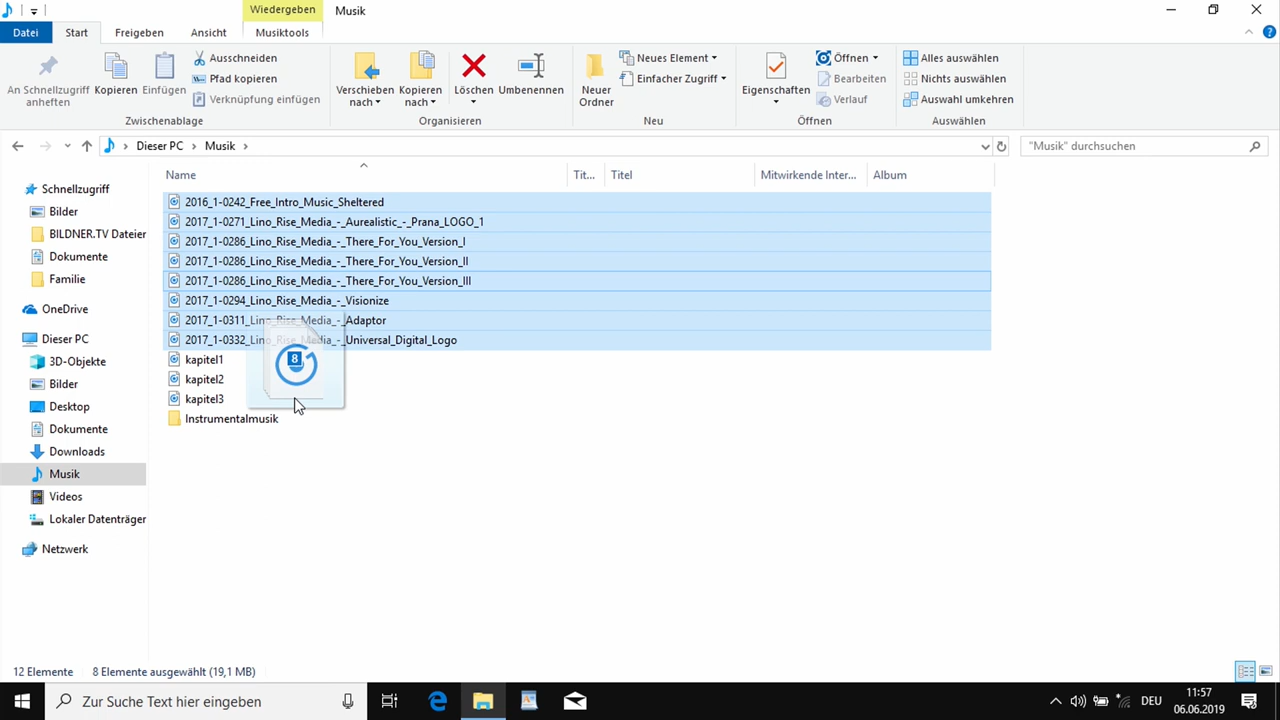 Wiedergeben
Musik
Datei
Start
Freigeben
Ansicht
Musiktools
An Schnellzugriff
anheften
Kopieren
Einfügen
Ausschneiden
Pfad kopieren
Verknüpfung einfügen
Zwischenablage
Verschieben
nach
Kopieren
nach
Löschen
Umbenennen
Organisieren
Neuer
Ordner
Neues Element
Einfacher Zugriff
Neu
Eigenschaften
Öffnen
Bearbeiten
Verlauf
Öffnen
Alles auswählen
Nichts auswählen
Auswahl umkehren
Auswählen
Dieser PC
Musik
"Musik" durchsuchen
Name
Tit...
Titel
Mitwirkende Inter...
Album
Schnellzugriff
Bilder
BILDNER.TV Dateier
Dokumente
Familie
OneDrive
Dieser PC
3D-Objekte
Bilder
Desktop
Dokumente
Downloads
Musik
Videos
Lokaler Datenträger
Netzwerk
2016_1-0242_Free_Intro_Music_Sheltered
2017_1-0271_Lino_Rise_Media_-_Aurealistic_-_Prana_LOGO_1
2017_1-0286_Lino_Rise_Media_-_There_For_You_Version_I
2017_1-0286_Lino_Rise_Media_-_There_For_You_Version_II
2017_1-0286_Lino_Rise_Media_-_There_For_You_Version_III
2017_1-0294_Lino_Rise_Media_-_Visionize
2017_1-0311_Lino_Rise_Media_-_Adaptor
2017_1-0332_Lino_Rise_Media_-_Universal_Digital_Logo
kapitel1
kapitel2
kapitel3
Instrumentalmusik
8
12 Elemente
8 Elemente ausgewählt (19,1 MB)
Zur Suche Text hier eingeben
DEU
11:57
06.06.2019